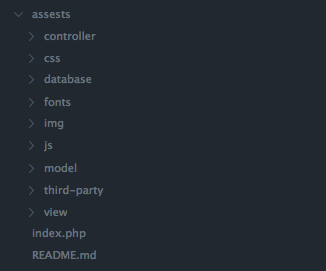 assests
controller
css
database
fonts
img
js
model
third-party
view
index.php
README.md